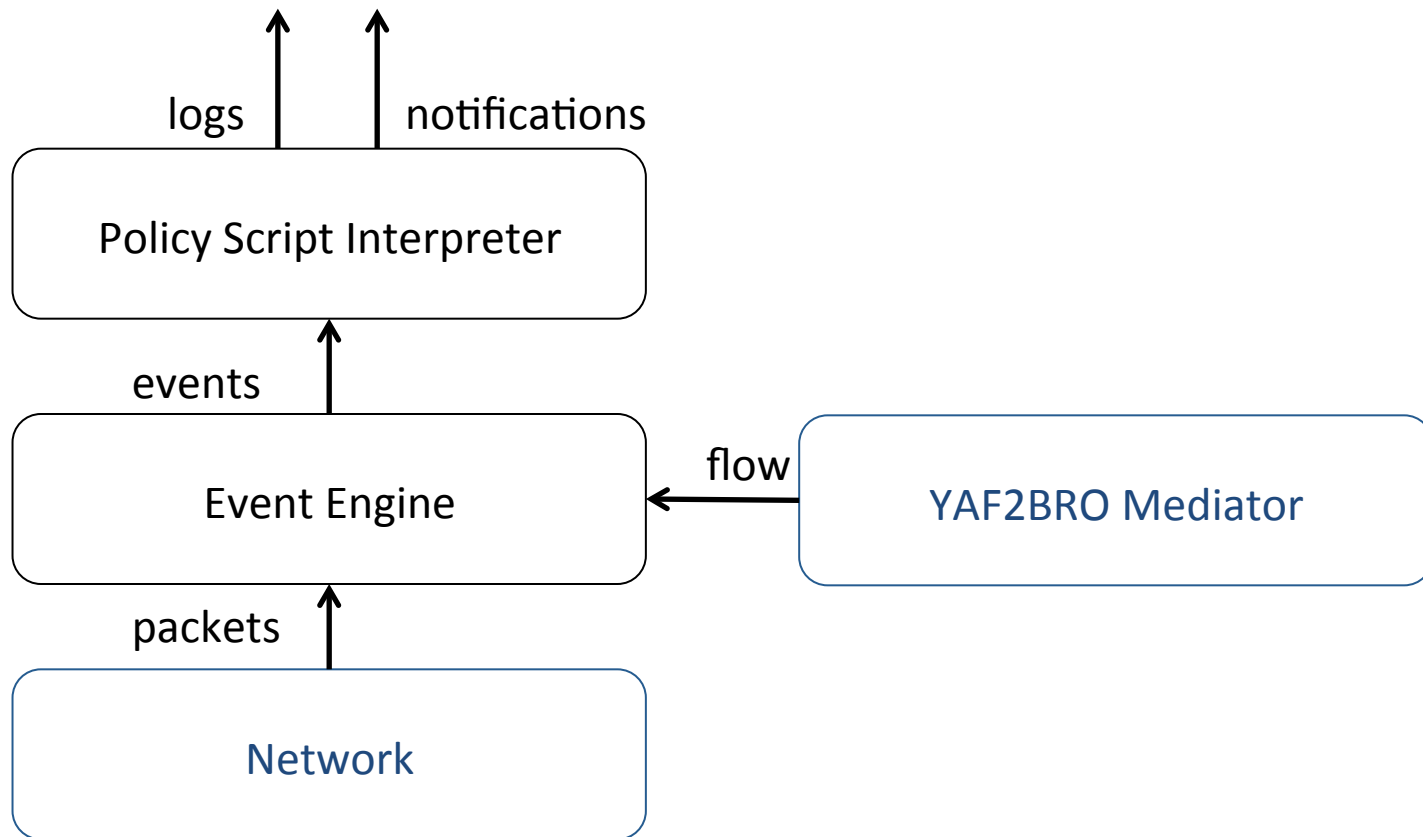 logs
notifications
Policy Script Interpreter
events
flow
Event Engine
YAF2BRO Mediator
packets
Network